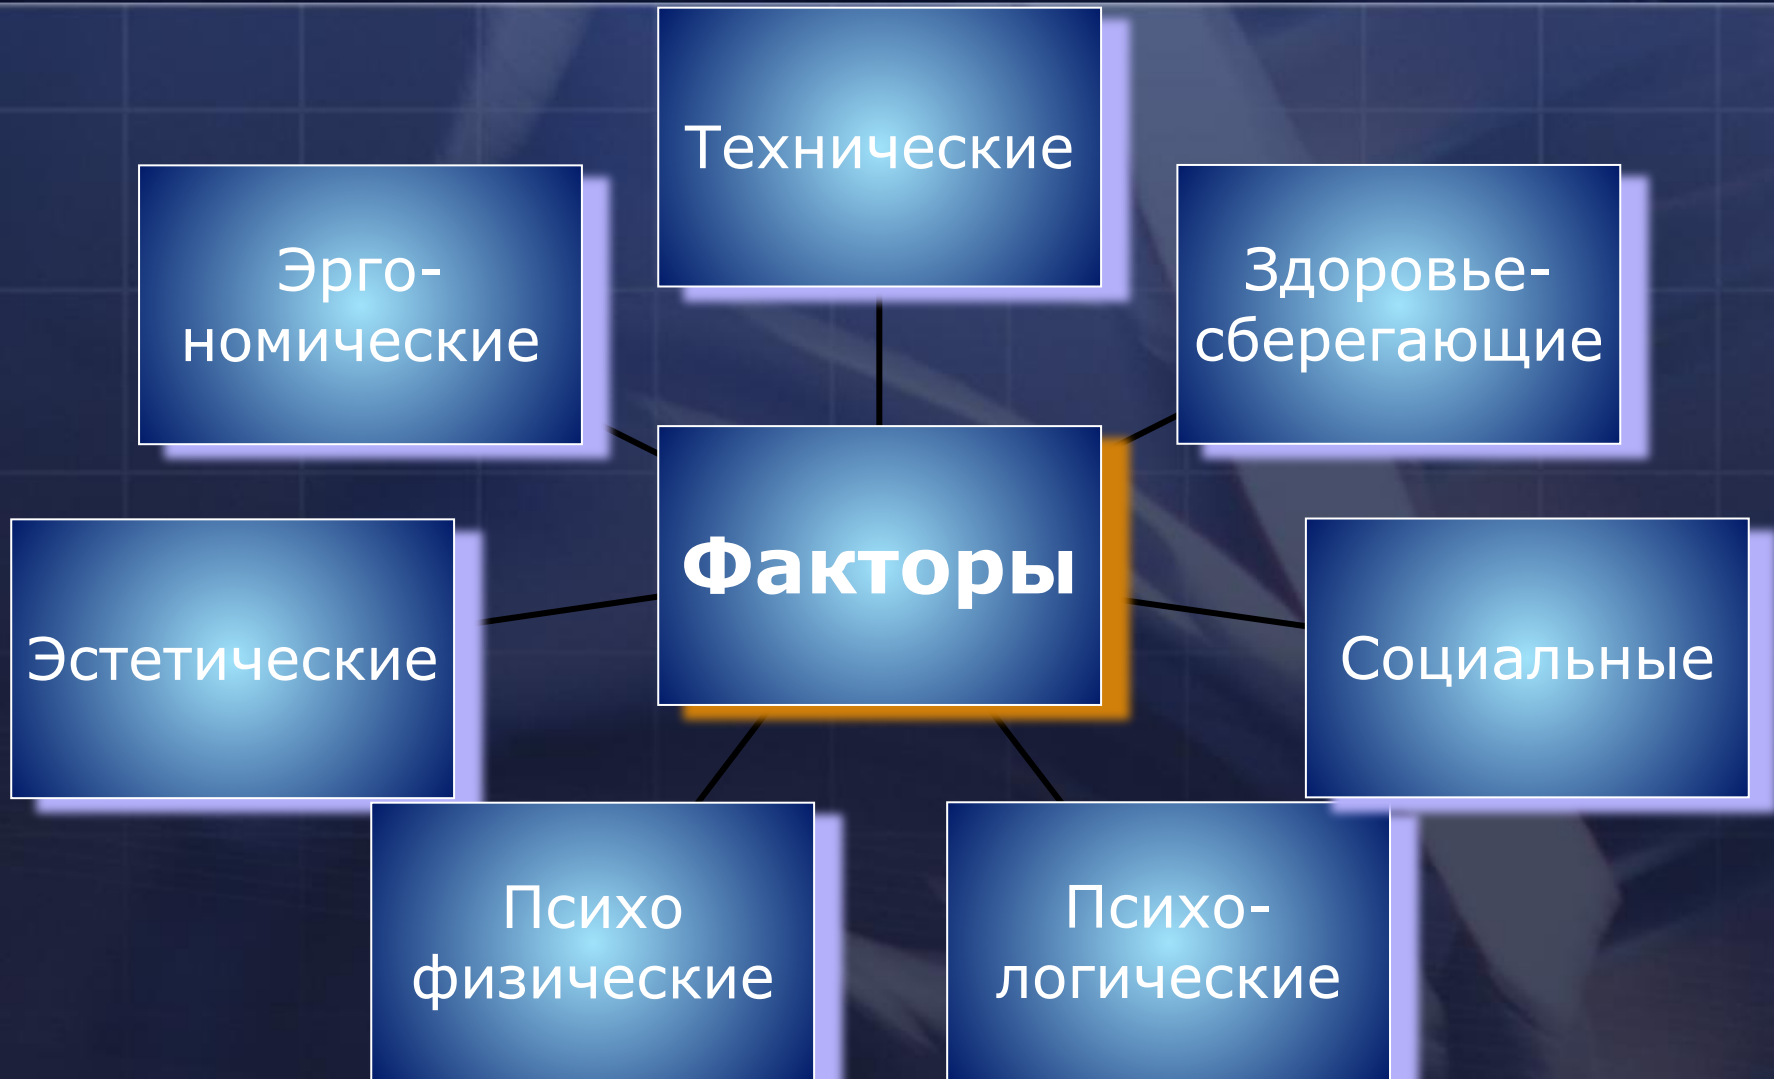 Технические
Эрго-
номические
Здоровье-
сберегающие
Факторы
Эстетические
Социальные
Психо
физические
Психо-
логические